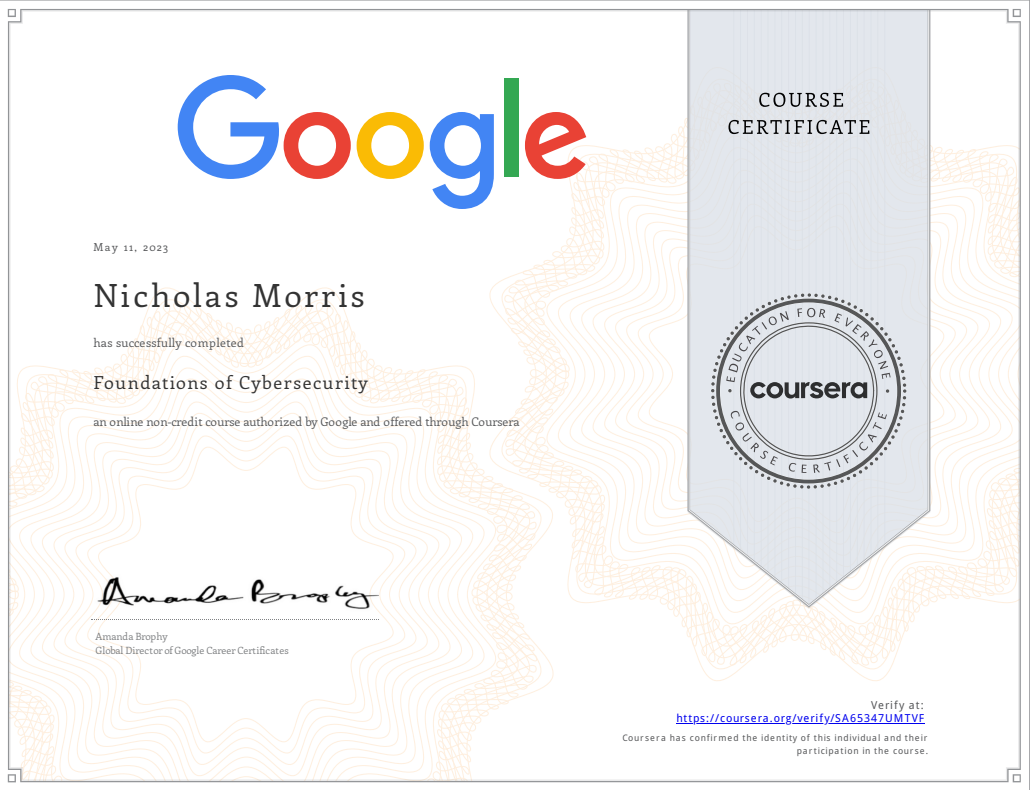 Google
COURSE
CERTIFICATE
May 11, 2023
Nicholas Morris
has successfully completed
Foundations of Cybersecurity
an online non-credit course authorized by Google and offered through Coursera
EDUCATION FOR EVERYONE
coursera
COURSE CERTIFICATE
Amanda Brophy
Amanda Brophy
Global Director of Google Career Certificates
Verify at:
https://coursera.org/verify/SA65347UMTVF
Coursera has confirmed the identity of this individual and their
participation in the course.